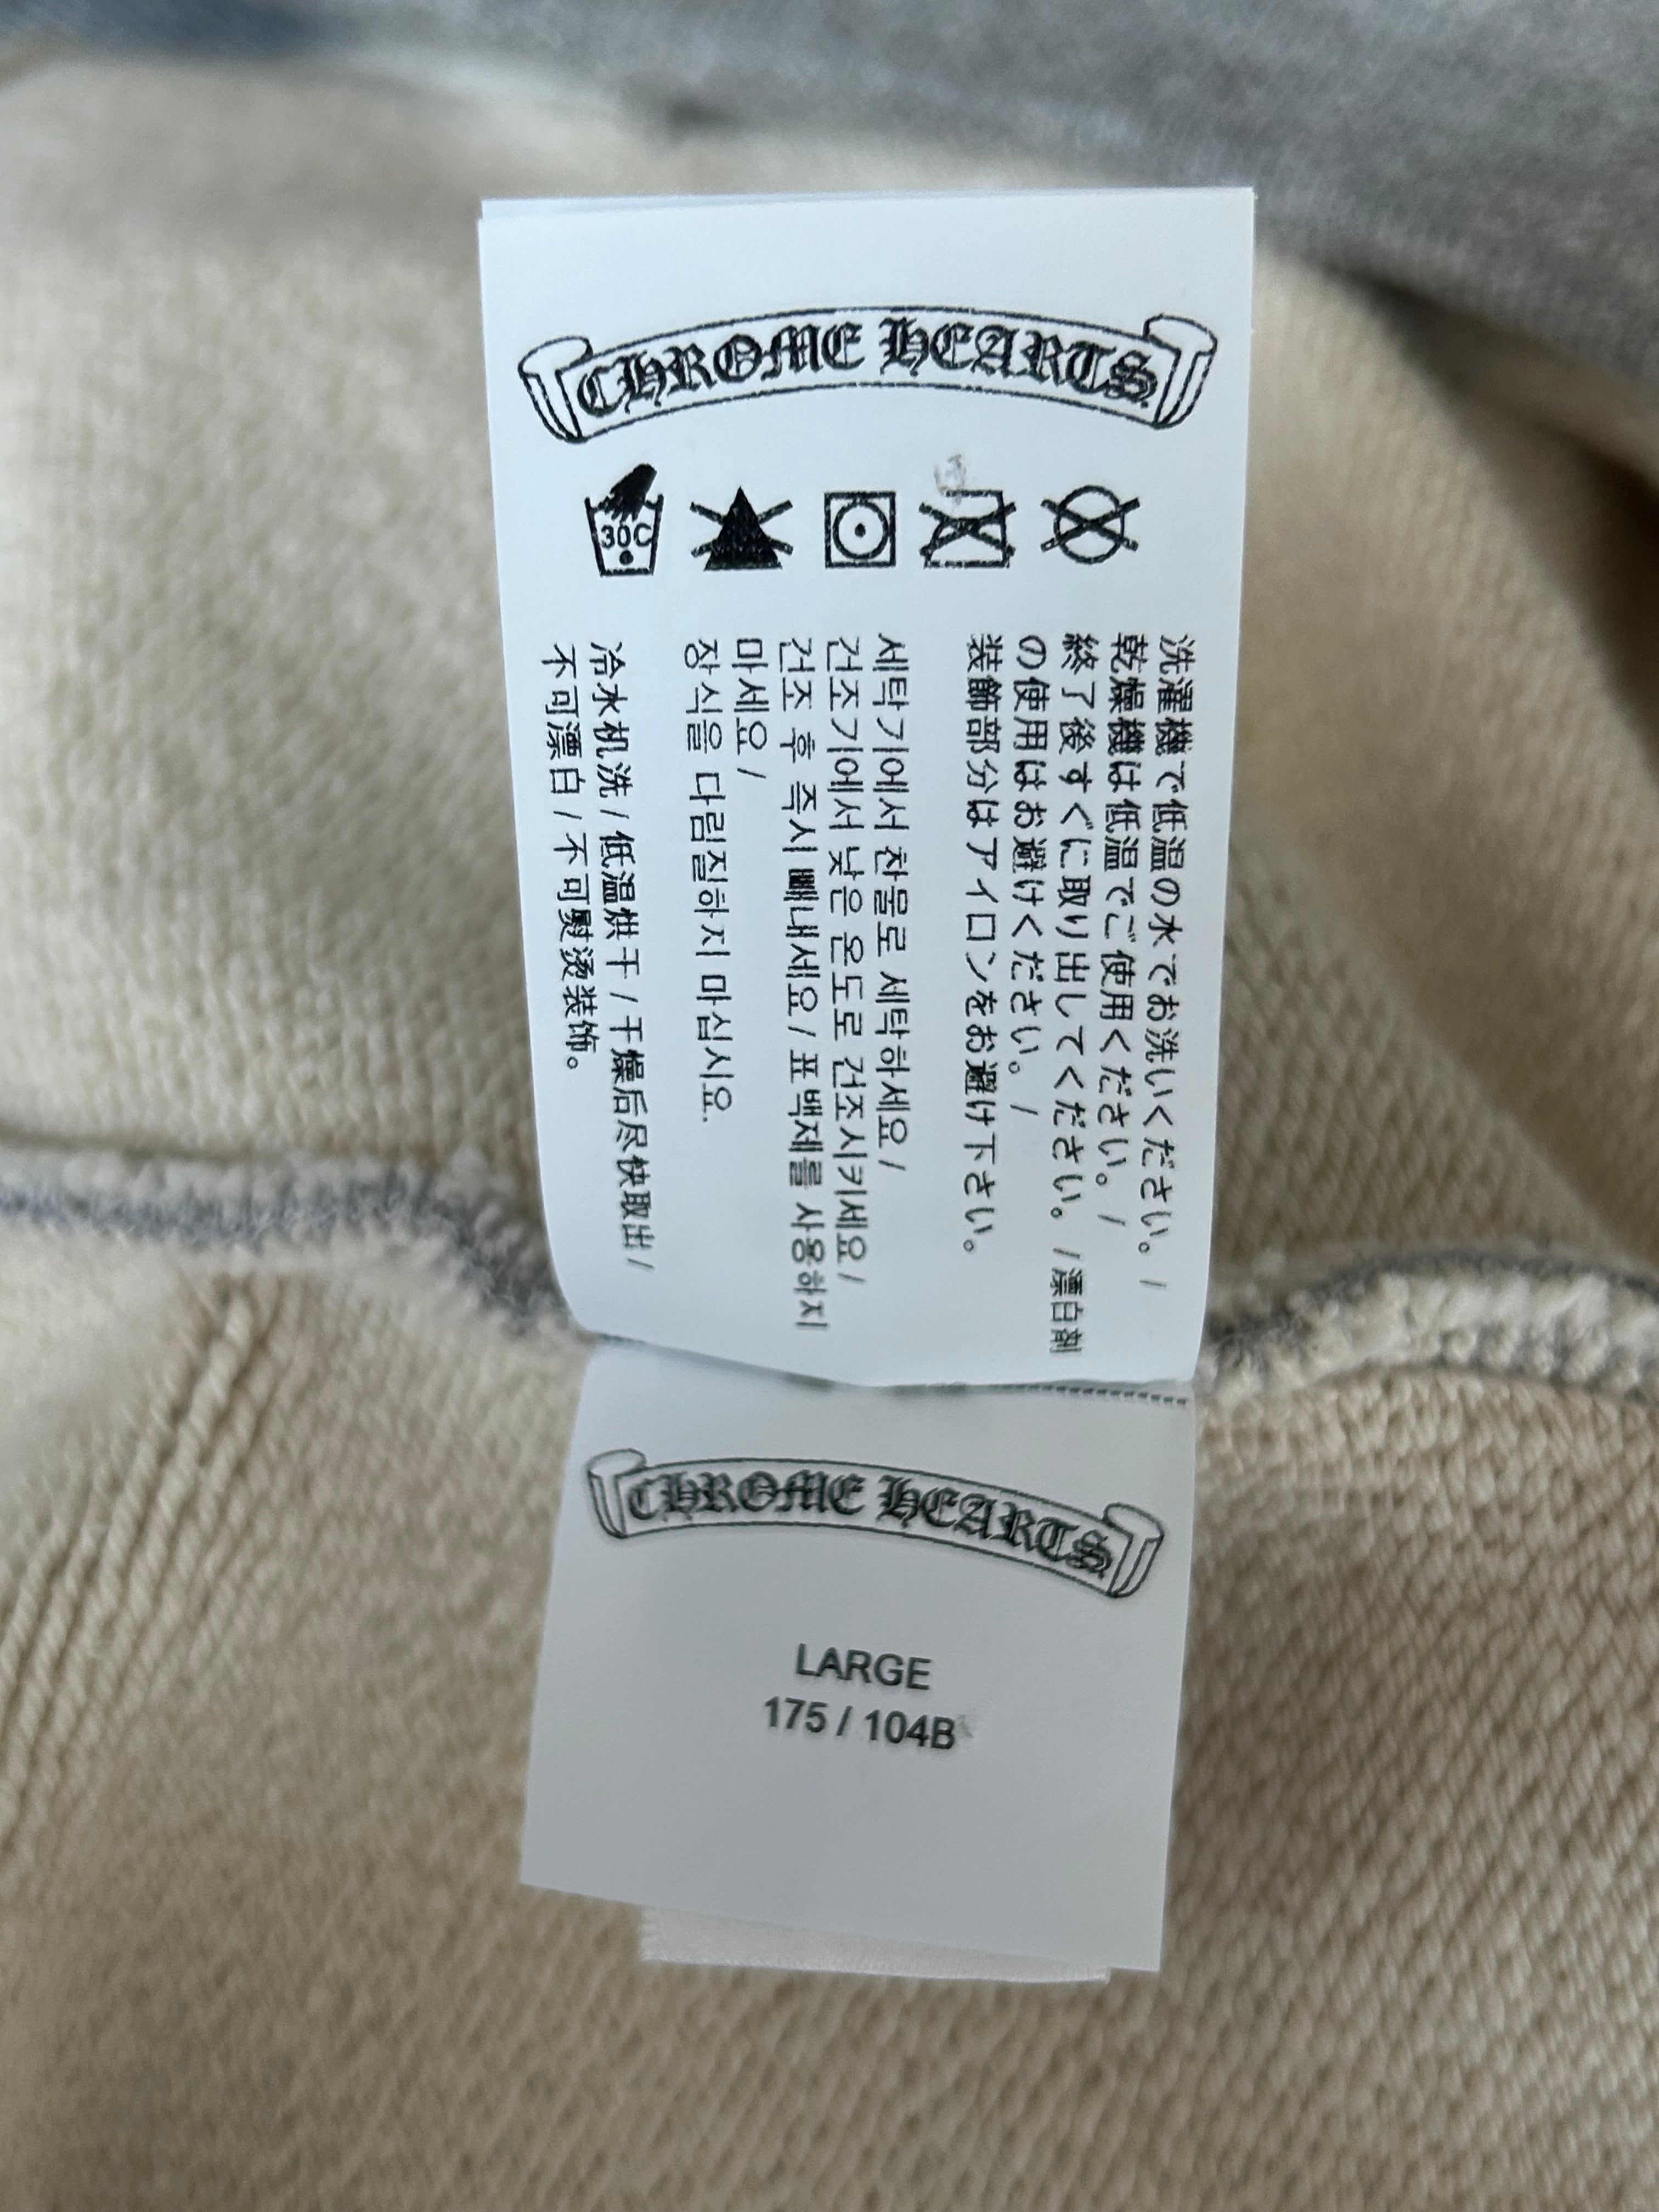 CHROME HEARTS
30C
洗濯機で低温の水でお洗いください。/
乾燥機は低温でご使用ください。/
終了後すぐに取り出してください。/漂白剤
の使用はお避けください。/
装飾部分はアイロンをお避け下さい。
세탁기에서 찬물로 세탁하세요 /
건조기에서 낮은 온도로 건조시키세요 /
건조 후 즉시 빼내세요 / 표백제를 사용하지
마세요 /
장식을 다림질하지 마십시요.
冷水机洗 / 低温烘干 / 干燥后尽快取出 /
不可漂白 / 不可熨烫装饰。
CHROME HEARTS
LARGE
175 / 104B